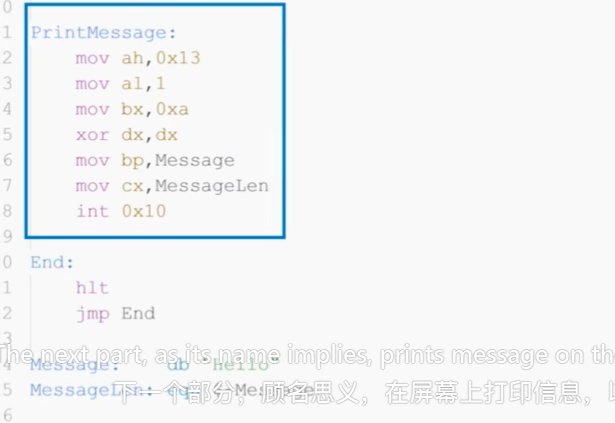 0
1 PrintMessage:
2 mov ah,0x13
3 mov al,1
4 mov bx,0xa
5 xor dx,dx
6 mov bp,Message
7 mov cx,MessageLen
8 int 0x10
9
0 End:
1 hlt
2 jmp End
3
The next part, as its name implies, prints message on th
4 Message: db "Hello"
5 MessageLen: equ $-Message
下一个部分，顾名思义，在屏幕上打印信息，
6